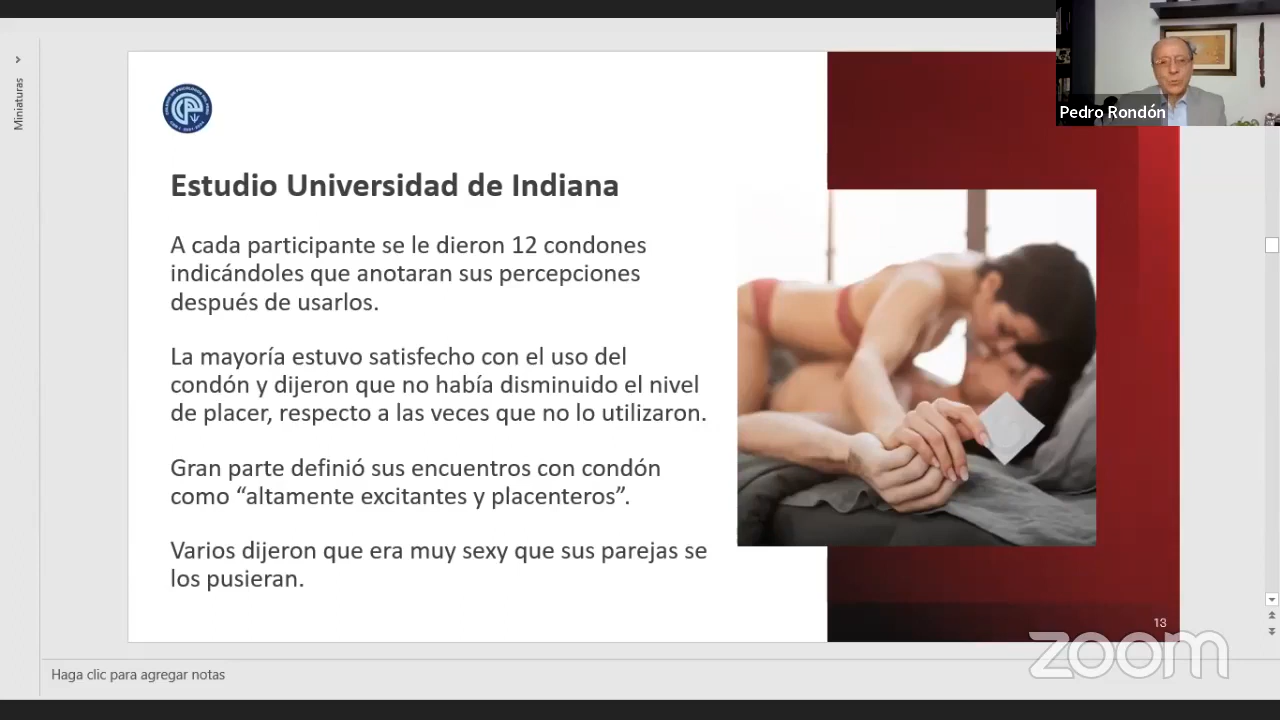 Miniaturas
Pedro Rondón
Estudio Universidad de Indiana
A cada participante se le dieron 12 condones
indicándoles que anotaran sus percepciones
después de usarlos.
La mayoría estuvo satisfecho con el uso del
condón y dijeron que no había disminuido el nivel
de placer, respecto a las veces que no lo utilizaron.
Gran parte definió sus encuentros con condón
como “altamente excitantes y placenteros”.
Varios dijeron que era muy sexy que sus parejas se
los pusieran.
13
zoom
Haga clic para agregar notas